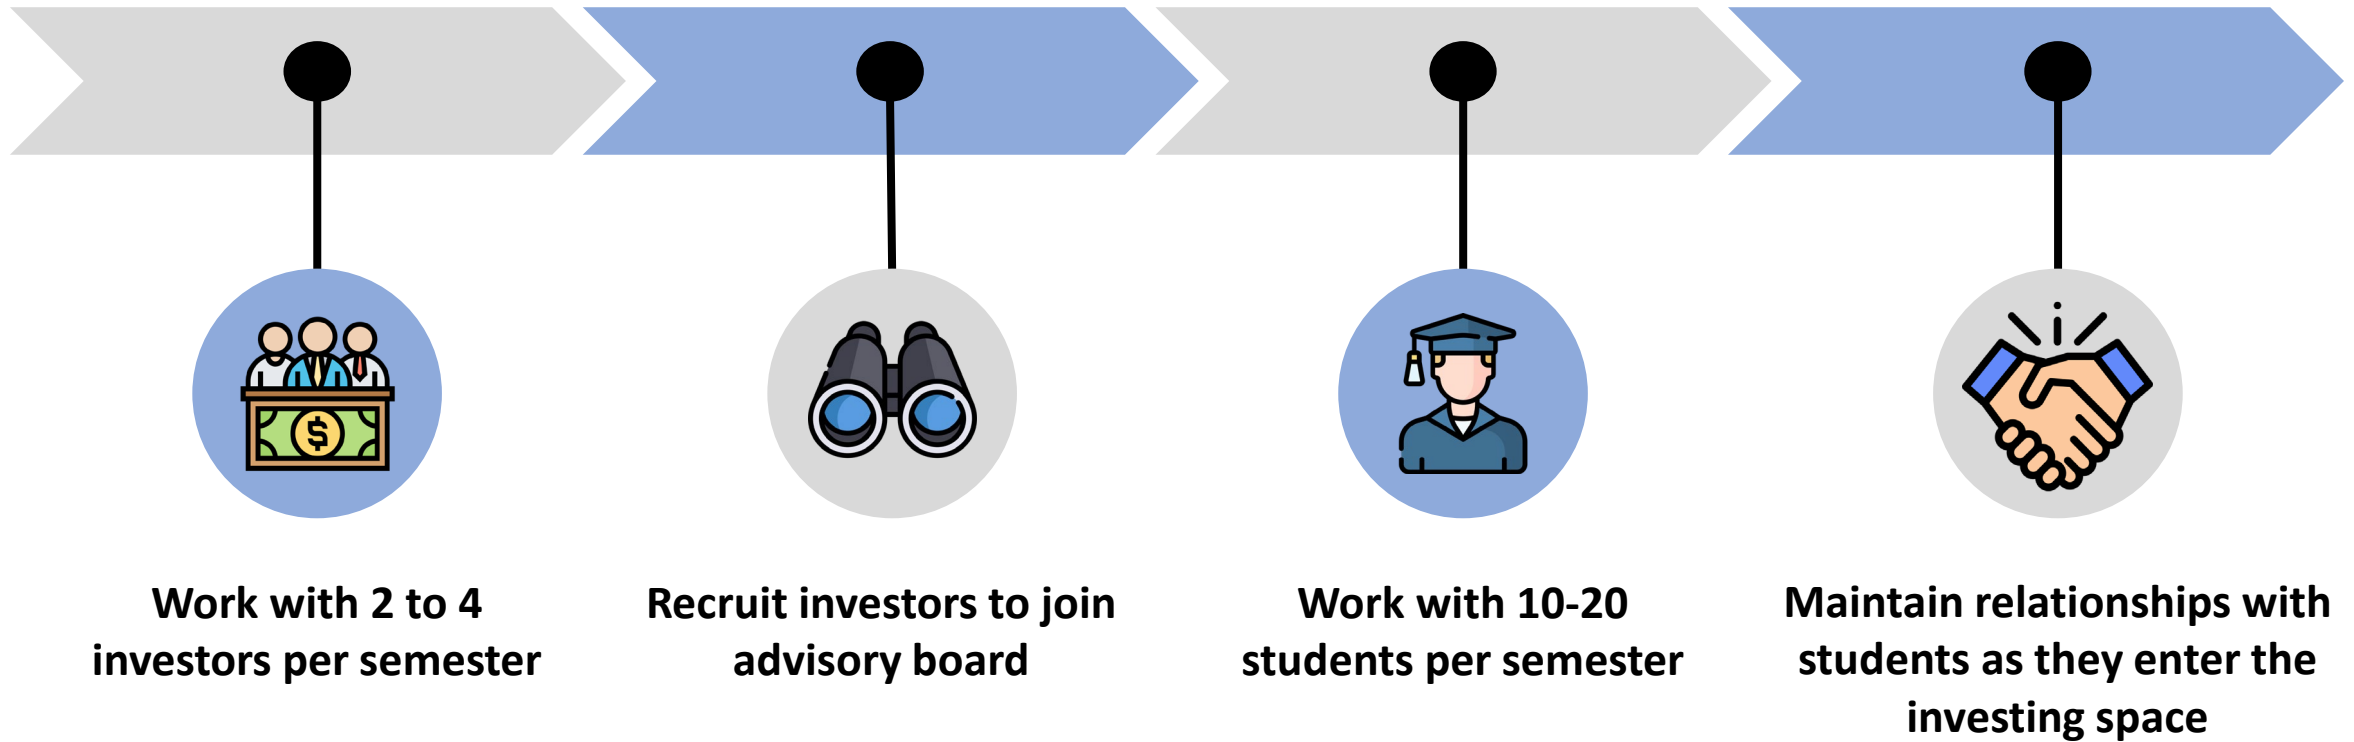 Work with 2 to 4
investors per semester
Recruit investors to join
advisory board
Work with 10-20
students per semester
Maintain relationships with
students as they enter the
investing space
$